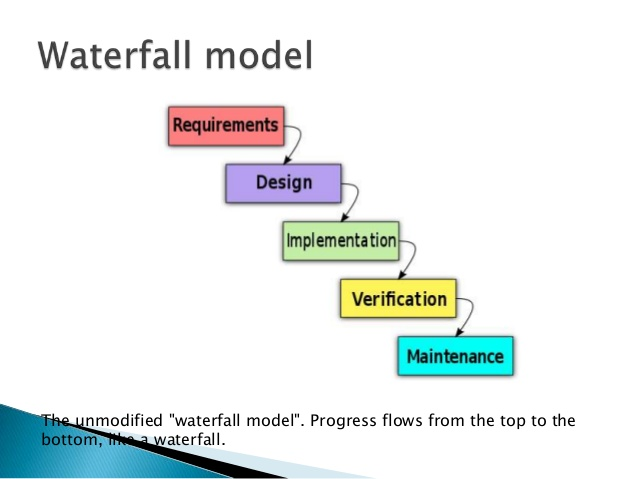 Waterfall model
Requirements
Design
Implementation
Verification
Maintenance
The unmodified "waterfall model". Progress flows from the top to the
bottom, like a waterfall.